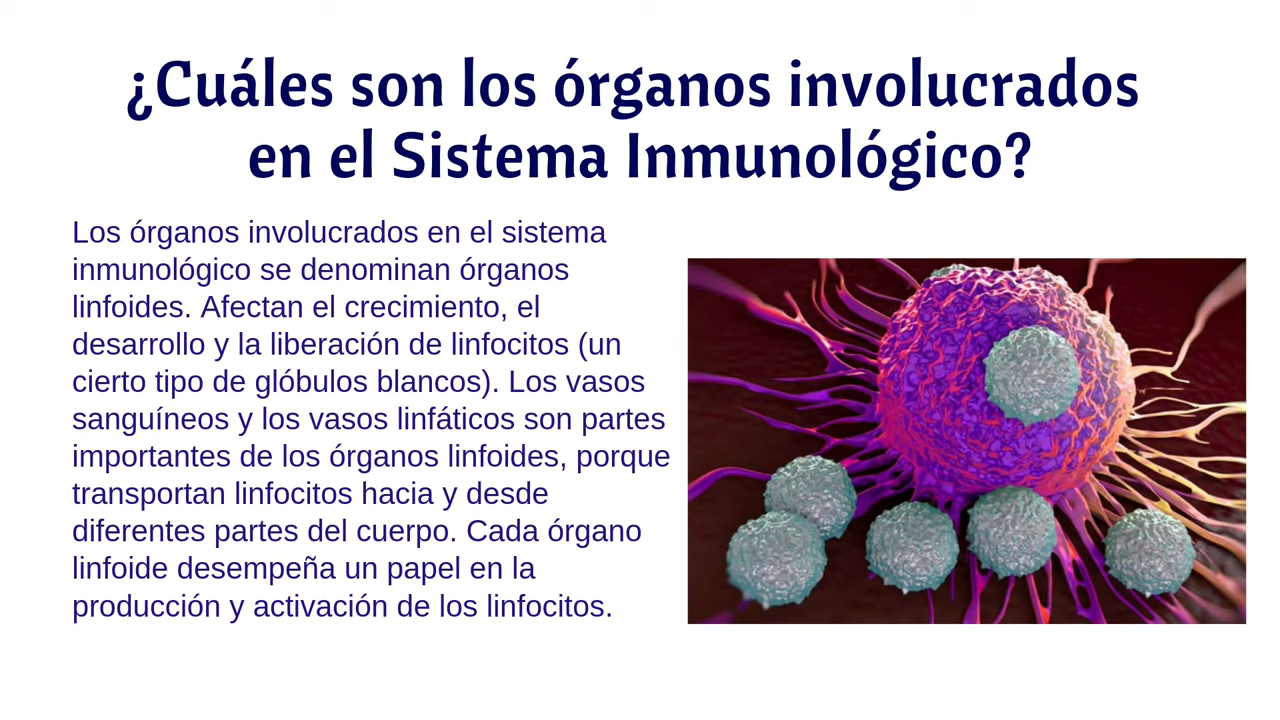 ¿Cuáles son los órganos involucrados
en el Sistema Inmunológico?
Los órganos involucrados en el sistema
inmunológico se denominan órganos
linfoides. Afectan el crecimiento, el
desarrollo y la liberación de linfocitos (un
cierto tipo de glóbulos blancos). Los vasos
sanguíneos y los vasos linfáticos son partes
importantes de los órganos linfoides, porque
transportan linfocitos hacia y desde
diferentes partes del cuerpo. Cada órgano
linfoide desempeña un papel en la
producción y activación de los linfocitos.